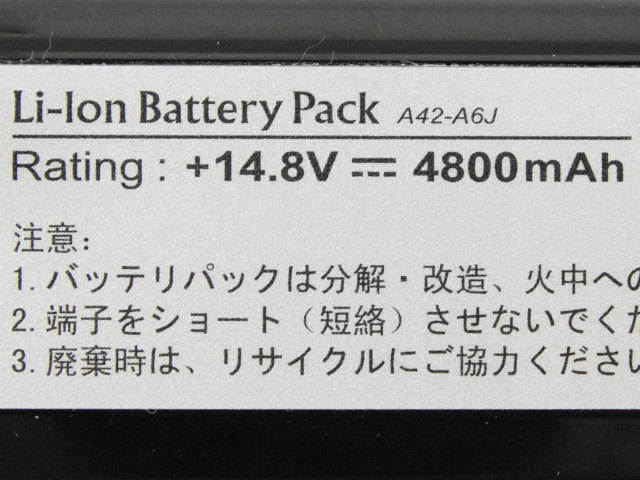 Li-Ion Battery Pack A42-A6J
Rating : +14.8V ⎓ 4800mAh
注意:
1. バッテリパックは分解・改造、火中への
2. 端子をショート（短絡）させないでくだ
3. 廃棄時は、リサイクルにご協力ください